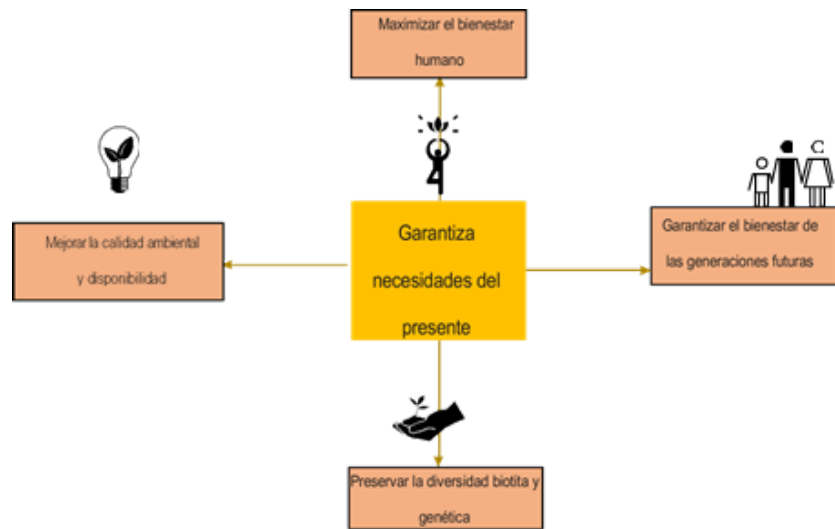 Maximizar el bienestar
humano
Mejorar la calidad ambiental
y disponibilidad
Garantiza
necesidades del
presente
Garantizar el bienestar de
las generaciones futuras
Preservar la diversidad biotita y
genética